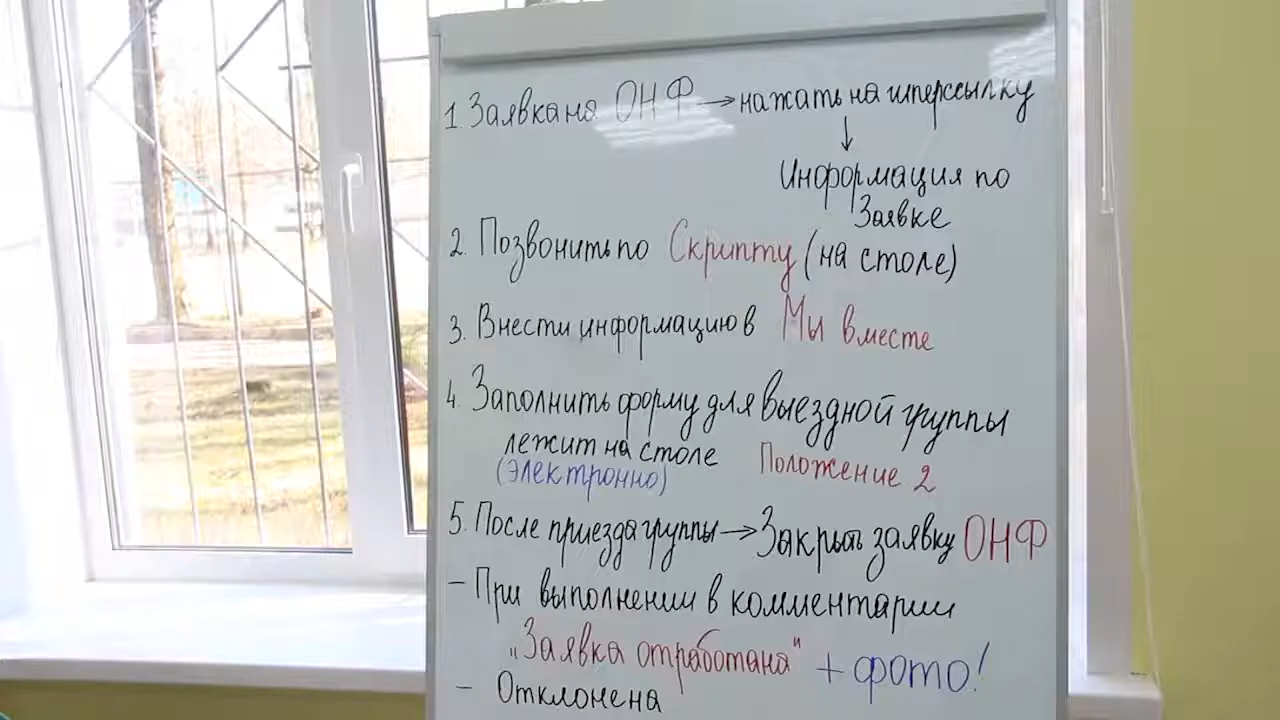 1. Заявка на ОНФ → нажать на гиперссылку
↓
Информация по
Заявке
2. Позвонить по Скрипту (на столе)
3. Внести информацию в Мы вместе
4. Заполнить форму для выездной группы
лежит на столе Положение 2
(электронно)
5. После приезда группы → Закрыть заявку ОНФ
- При выполнении в комментарии
„Заявка отработана" + фото!
- Отклонена